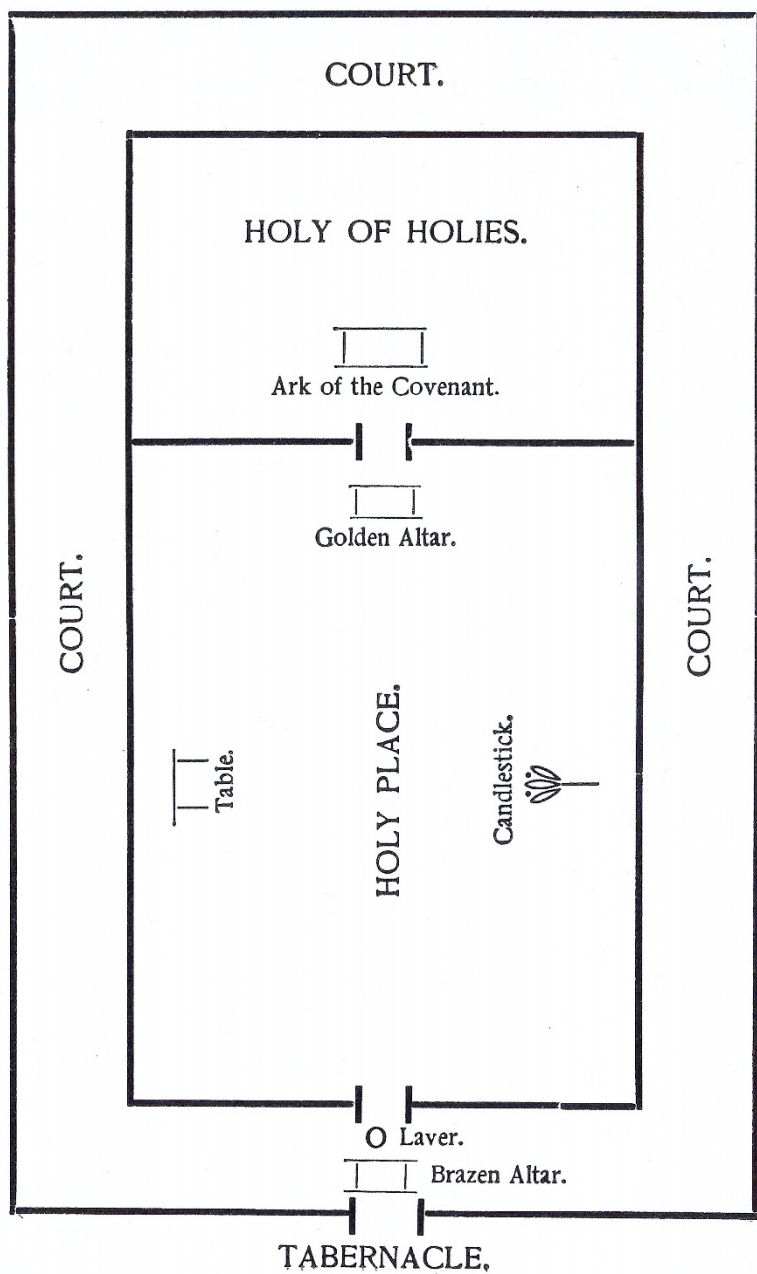 COURT.
HOLY OF HOLIES.
Ark of the Covenant.
Golden Altar.
COURT.
COURT.
Table.
HOLY PLACE.
Candlestick.
O Laver.
Brazen Altar.
TABERNACLE.